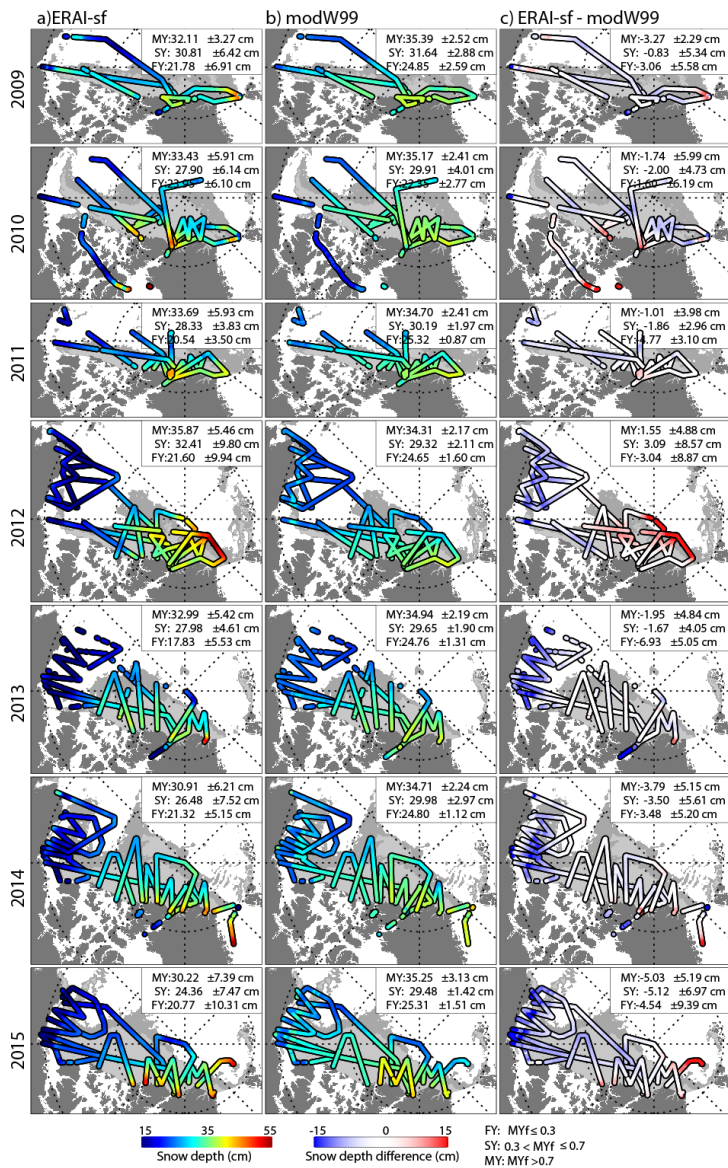 a)ERAI-sf
b) modW99
c) ERAI-sf - modW99
2009
MY:32.11 ±3.27 cm
SY: 30.81 ±6.42 cm
FY:21.78 ±6.91 cm
MY:35.39 ±2.52 cm
SY: 31.64 ±2.88 cm
FY:24.85 ±2.59 cm
MY:-3.27 ±2.29 cm
SY: -0.83 ±5.34 cm
FY:-3.06 ±5.58 cm
2010
MY:33.43 ±5.91 cm
SY: 27.90 ±6.14 cm
±6.10 cm
MY:35.17 ±2.41 cm
SY: 29.91 ±4.01 cm
±2.77 cm
MY:-1.74 ±5.99 cm
SY: -2.00 ±4.73 cm
±6.19 cm
2011
MY:33.69 ±5.93 cm
SY: 28.33 ±3.83 cm
FY:20.54 ±3.50 cm
MY:34.70 ±2.41 cm
SY: 30.19 ±1.97 cm
FY:25.32 ±0.87 cm
MY:-1.01 ±3.98 cm
SY: -1.86 ±2.96 cm
FY:-4.77 ±3.10 cm
2012
MY:35.87 ±5.46 cm
SY: 32.41 ±9.80 cm
FY:21.60 ±9.94 cm
MY:34.31 ±2.17 cm
SY: 29.32 ±2.11 cm
FY:24.65 ±1.60 cm
MY:1.55 ±4.88 cm
SY: 3.09 ±8.57 cm
FY:-3.04 ±8.87 cm
2013
MY:32.99 ±5.42 cm
SY: 27.98 ±4.61 cm
FY:17.83 ±5.53 cm
MY:34.94 ±2.19 cm
SY: 29.65 ±1.90 cm
FY:24.76 ±1.31 cm
MY:-1.95 ±4.84 cm
SY: -1.67 ±4.05 cm
FY:-6.93 ±5.05 cm
2014
MY:30.91 ±6.21 cm
SY: 26.48 ±7.52 cm
FY:21.32 ±5.15 cm
MY:34.71 ±2.24 cm
SY: 29.98 ±2.97 cm
FY:24.80 ±1.12 cm
MY:-3.79 ±5.15 cm
SY: -3.50 ±5.61 cm
FY:-3.48 ±5.20 cm
2015
MY:30.22 ±7.39 cm
SY: 24.36 ±7.47 cm
FY:20.77 ±10.31 cm
MY:35.25 ±3.13 cm
SY: 29.48 ±1.42 cm
FY:25.31 ±1.51 cm
MY:-5.03 ±5.19 cm
SY: -5.12 ±6.97 cm
FY:-4.54 ±9.39 cm
15 35 55
Snow depth (cm)
-15 0 15
Snow depth difference (cm)
FY: MYf ≤ 0.3
SY: 0.3 < MYf ≤ 0.7
MY: MYf > 0.7